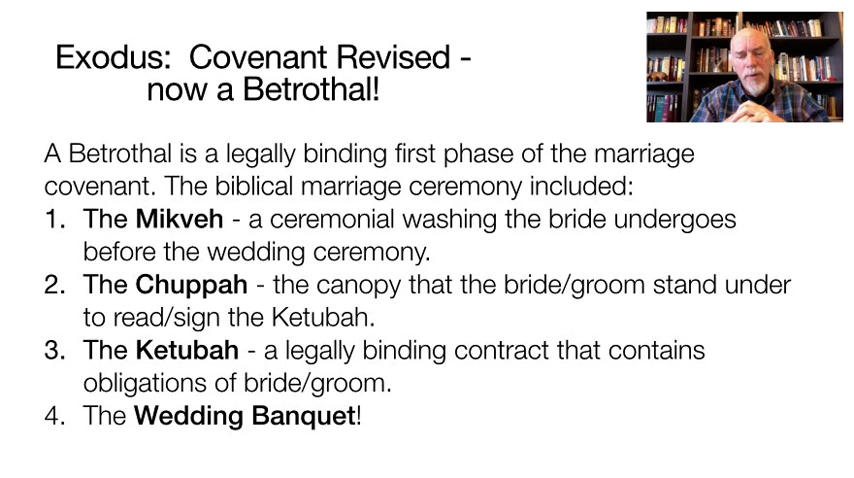 Exodus:  Covenant Revised -
now a Betrothal!
A Betrothal is a legally binding first phase of the marriage
covenant. The biblical marriage ceremony included:
1. The Mikveh - a ceremonial washing the bride undergoes
before the wedding ceremony.
2. The Chuppah - the canopy that the bride/groom stand under
to read/sign the Ketubah.
3. The Ketubah - a legally binding contract that contains
obligations of bride/groom.
4. The Wedding Banquet!